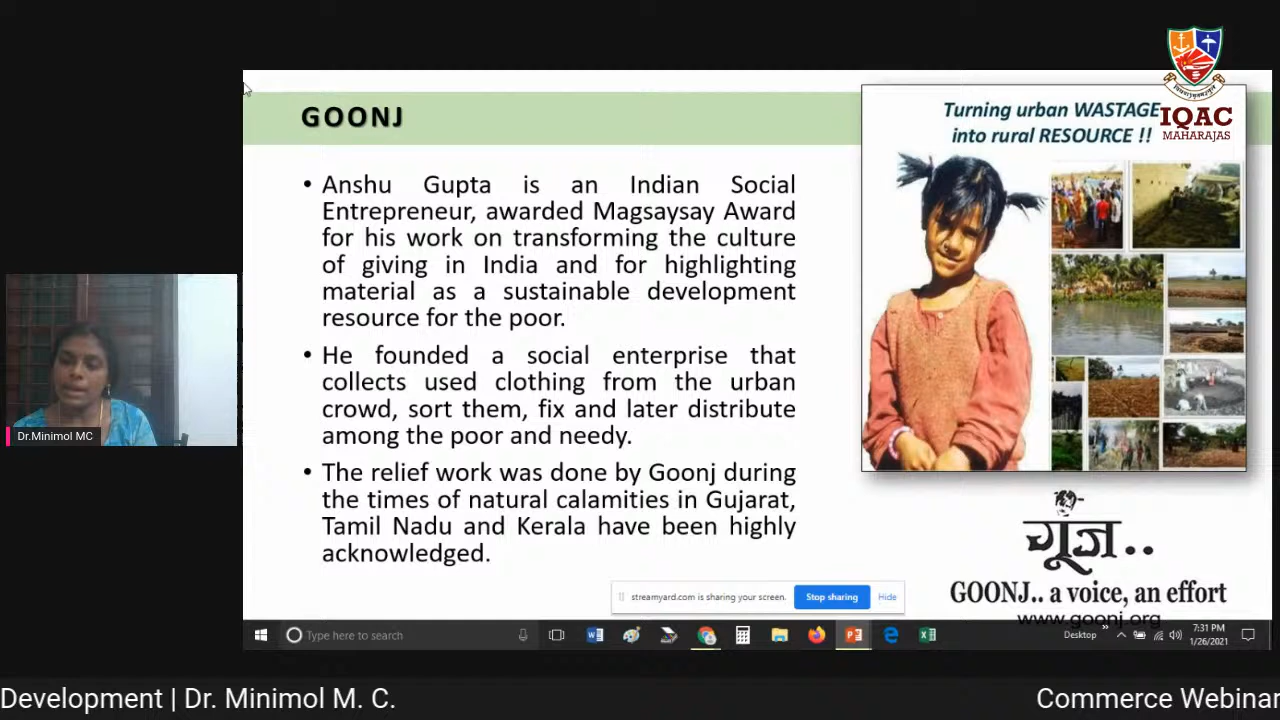 IQAC
MAHARAJAS
GOONJ
Turning urban WASTAGE
into rural RESOURCE !!
• Anshu Gupta is an Indian Social
Entrepreneur, awarded Magsaysay Award
for his work on transforming the culture
of giving in India and for highlighting
material as a sustainable development
resource for the poor.
• He founded a social enterprise that
collects used clothing from the urban
crowd, sort them, fix and later distribute
among the poor and needy.
• The relief work was done by Goonj during
the times of natural calamities in Gujarat,
Tamil Nadu and Kerala have been highly
acknowledged.
Dr.Minimol MC
गूंज..
GOONJ.. a voice, an effort
www.goonj.org
streamyard.com is sharing your screen.
Stop sharing
Hide
Type here to search
Desktop
7:31 PM
1/26/2021
Development | Dr. Minimol M. C.
Commerce Webinar